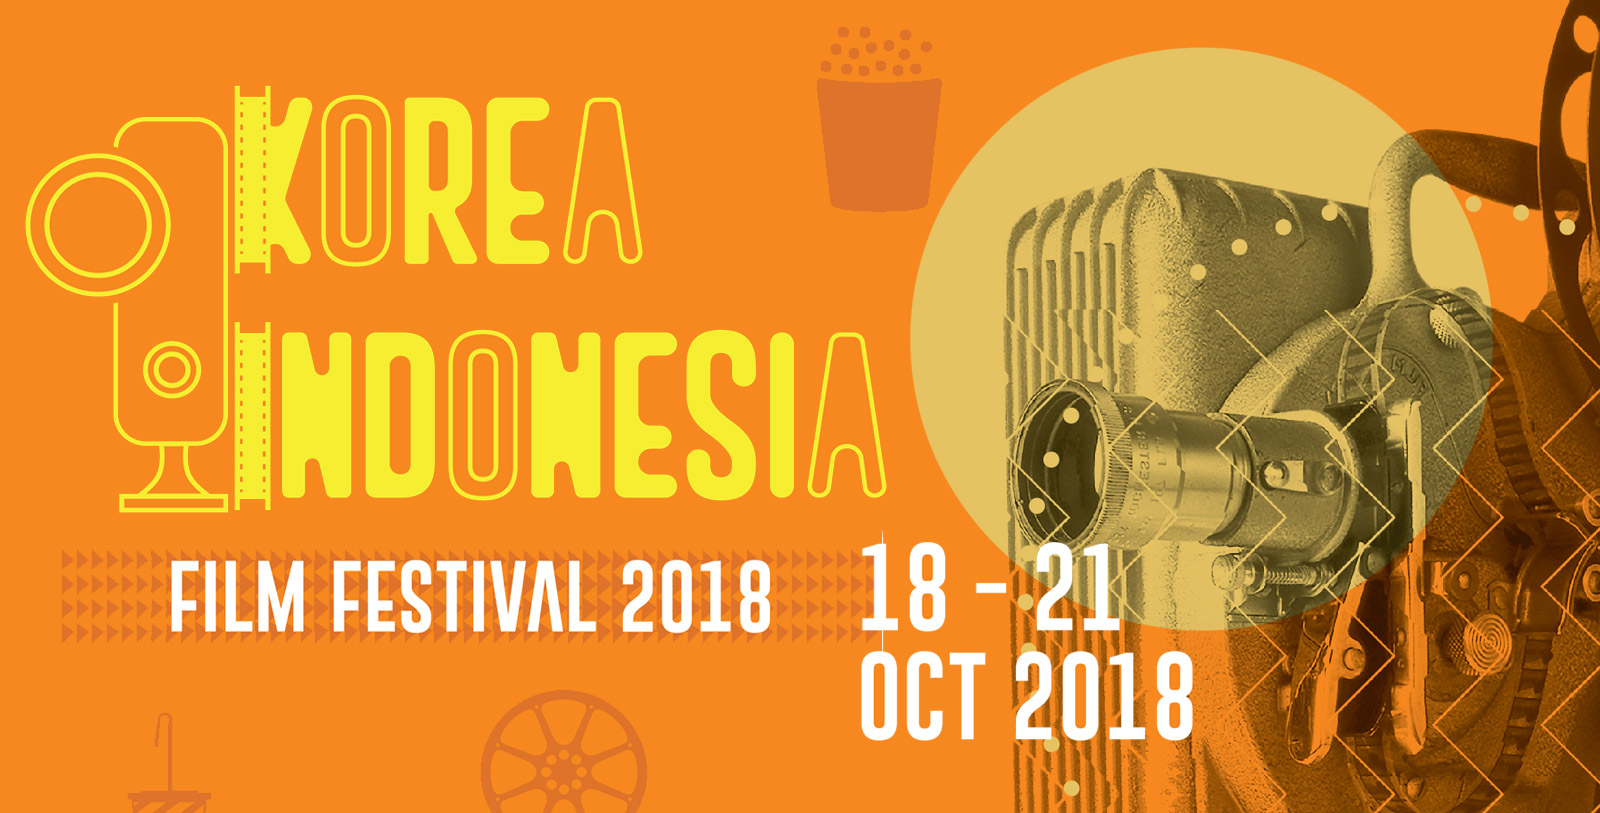 KOREA
INDONESIA
FILM FESTIVAL 2018
18 - 21
OCT 2018